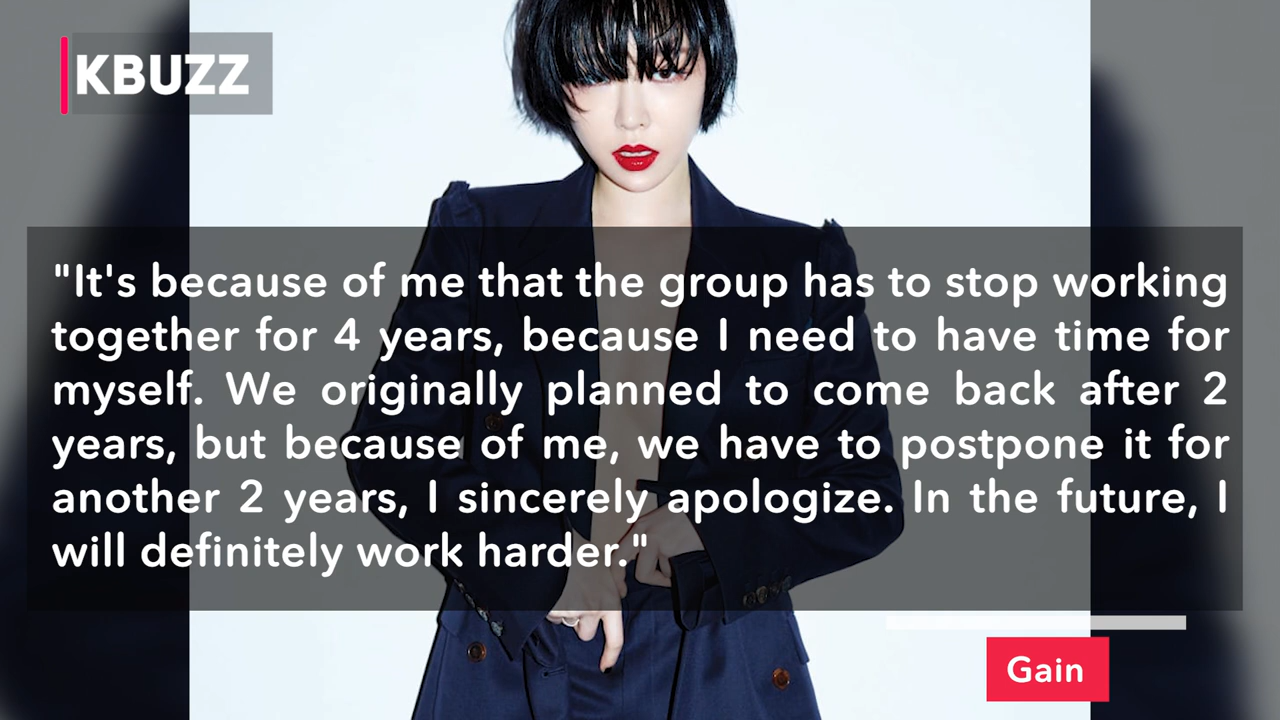 KBUZZ
"It's because of me that the group has to stop working
together for 4 years, because I need to have time for
myself. We originally planned to come back after 2
years, but because of me, we have to postpone it for
another 2 years, I sincerely apologize. In the future, I
will definitely work harder."
Gain